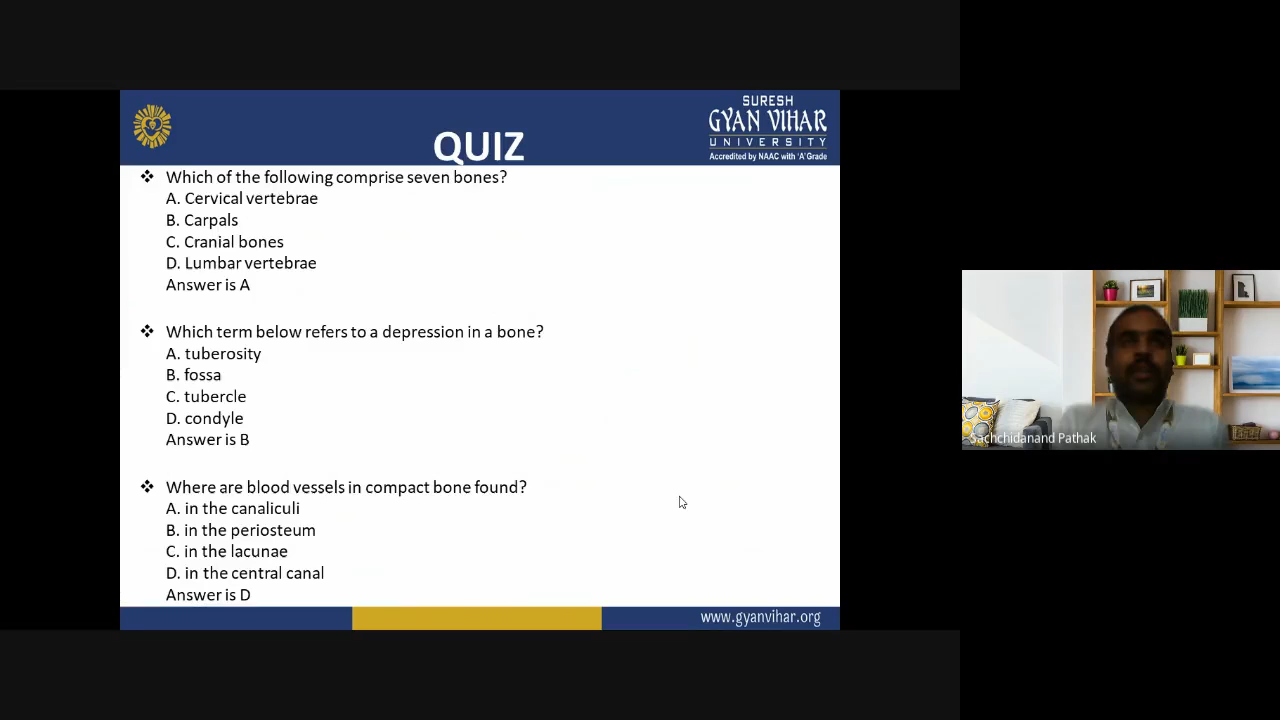 SURESH
GYAN VIHAR
UNIVERSITY
Accredited by NAAC with 'A' Grade
QUIZ
❖ Which of the following comprise seven bones?
A. Cervical vertebrae
B. Carpals
C. Cranial bones
D. Lumbar vertebrae
Answer is A
❖ Which term below refers to a depression in a bone?
A. tuberosity
B. fossa
C. tubercle
D. condyle
Answer is B
❖ Where are blood vessels in compact bone found?
A. in the canaliculi
B. in the periosteum
C. in the lacunae
D. in the central canal
Answer is D
www.gyanvihar.org
Sachchidanand Pathak